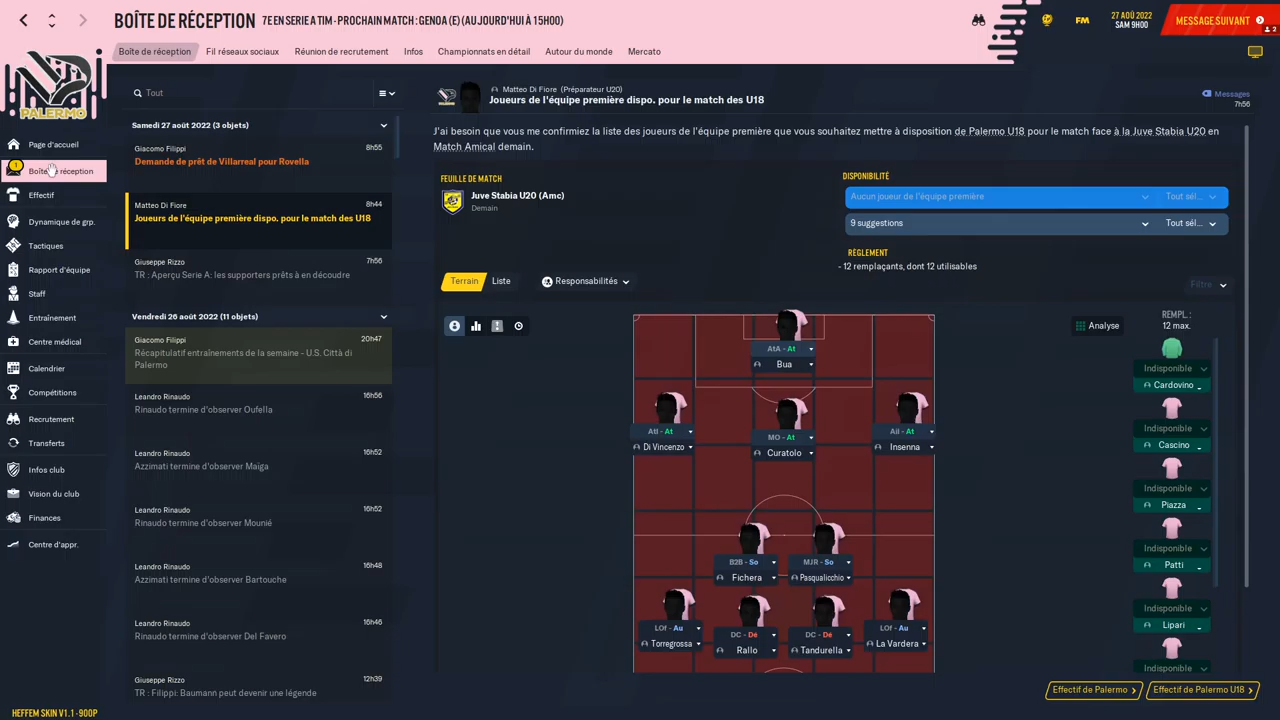 BOÎTE DE RÉCEPTION 7E EN SERIE A TIM - PROCHAIN MATCH : GENOA (E) (AUJOURD'HUI À 15H00)
FM
27 AOÛ 2022
SAM 9H00
MESSAGE SUIVANT
2
Boîte de réception Fil réseaux sociaux Réunion de recrutement Infos Championnats en détail Autour du monde Mercato
PALERMO
Page d'accueil
1
Boîte de réception
Effectif
Dynamique de grp.
Tactiques
Rapport d'équipe
Staff
Entraînement
Centre médical
Calendrier
Compétitions
Recrutement
Transferts
Infos club
Vision du club
Finances
Centre d'appr.
HEFFEM SKIN V1.1 -900P
Tout
Samedi 27 août 2022 (3 objets)
Giacomo Filippi 8h55
Demande de prêt de Villarreal pour Rovella
Matteo Di Fiore 8h44
Joueurs de l'équipe première dispo. pour le match des U18
Giuseppe Rizzo 7h56
TR : Aperçu Serie A: les supporters prêts à en découdre
Vendredi 26 août 2022 (11 objets)
Giacomo Filippi 20h47
Récapitulatif entraînements de la semaine - U.S. Città di
Palermo
Leandro Rinaudo 16h56
Rinaudo termine d'observer Oufella
Leandro Rinaudo 16h52
Azzimati termine d'observer Maïga
Leandro Rinaudo 16h50
Rinaudo termine d'observer Mounié
Leandro Rinaudo 16h48
Azzimati termine d'observer Bartouche
Leandro Rinaudo 16h46
Rinaudo termine d'observer Del Favero
Giuseppe Rizzo 12h39
TR : Filippi: Baumann peut devenir une légende
Matteo Di Fiore (Préparateur U20)
Joueurs de l'équipe première dispo. pour le match des U18
Messages
7h56
J'ai besoin que vous me confirmiez la liste des joueurs de l'équipe première que vous souhaitez mettre à disposition de Palermo U18 pour le match face à la Juve Stabia U20 en
Match Amical demain.
FEUILLE DE MATCH
Juve Stabia U20 (Amc)
Demain
DISPONIBILITÉ
Aucun joueur de l'équipe première Tout sél...
9 suggestions Tout sél...
RÈGLEMENT
- 12 remplaçants, dont 12 utilisables
Terrain Liste Responsabilités Filtre
Analyse
REMPL. :
12 max.
AtA - At
Bua
AtI - At
Di Vincenzo
MO - At
Curatolo
Ail - At
Insenna
B2B - So
Fichera
MJR - So
Pasqualicchio
LOf - Au
Torregrossa
DC - Dé
Rallo
DC - Dé
Tandurella
LOf - Au
La Vardera
Indisponible
Cardovino
Indisponible
Cascino
Indisponible
Piazza
Indisponible
Patti
Indisponible
Lipari
Indisponible
Effectif de Palermo Effectif de Palermo U18